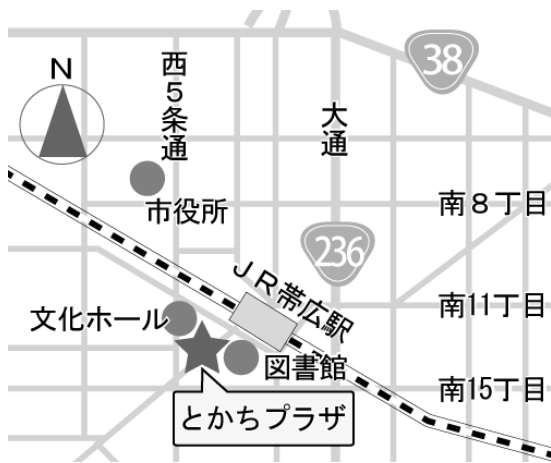 38
N
西5条通
大通
市役所
南8丁目
236
JR帯広駅
南11丁目
文化ホール
図書館
南15丁目
とかちプラザ